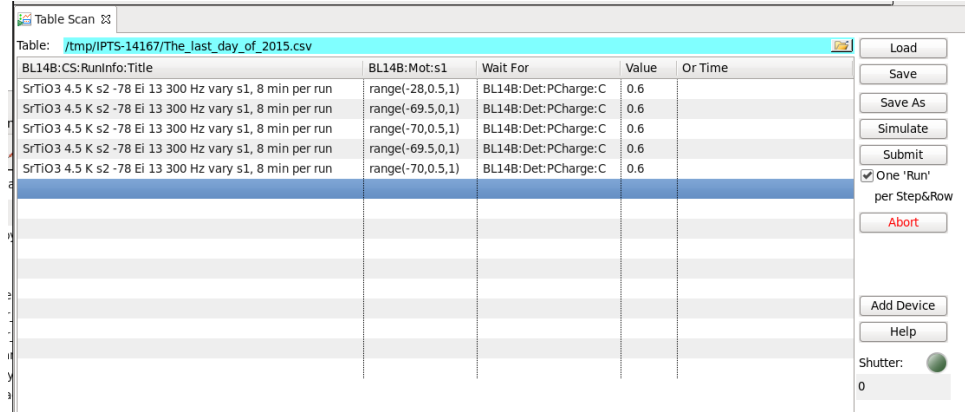 Table Scan
Table: /tmp/IPTS-14167/The_last_day_of_2015.csv
BL14B:CS:RunInfo:Title BL14B:Mot:s1 Wait For Value Or Time
SrTiO3 4.5 K s2 -78 Ei 13 300 Hz vary s1, 8 min per run range(-28,0.5,1) BL14B:Det:PCharge:C 0.6
SrTiO3 4.5 K s2 -78 Ei 13 300 Hz vary s1, 8 min per run range(-69.5,0,1) BL14B:Det:PCharge:C 0.6
SrTiO3 4.5 K s2 -78 Ei 13 300 Hz vary s1, 8 min per run range(-70,0.5,1) BL14B:Det:PCharge:C 0.6
SrTiO3 4.5 K s2 -78 Ei 13 300 Hz vary s1, 8 min per run range(-69.5,0,1) BL14B:Det:PCharge:C 0.6
SrTiO3 4.5 K s2 -78 Ei 13 300 Hz vary s1, 8 min per run range(-70,0.5,1) BL14B:Det:PCharge:C 0.6
Load
Save
Save As
Simulate
Submit
One 'Run'
per Step&Row
Abort
Add Device
Help
Shutter:
0